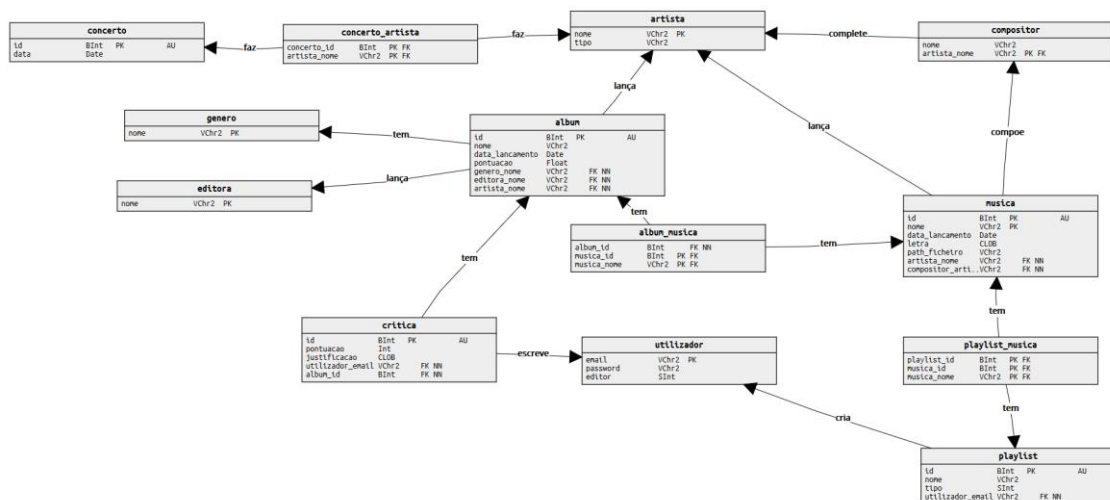 concerto
id BInt PK AU
data Date
faz
concerto_artista
concerto_id BInt PK FK
artista_nome VChr2 PK FK
faz
artista
nome VChr2 PK
tipo VChr2
complete
compositor
nome VChr2
artista_nome VChr2 PK FK
lança
lança
compoe
genero
nome VChr2 PK
tem
editora
nome VChr2 PK
lança
album
id BInt PK AU
nome VChr2
data_lancamento Date
pontuacao Float
genero_nome VChr2 FK NN
editora_nome VChr2 FK NN
artista_nome VChr2 FK NN
tem
tem
album_musica
album_id BInt FK NN
musica_id BInt PK FK
musica_nome VChr2 PK FK
tem
musica
id BInt PK AU
nome VChr2 PK
data_lancamento Date
letra CLOB
path_ficheiro VChr2
artista_nome VChr2 FK NN
compositor_arti..VChr2 FK NN
tem
critica
id BInt PK AU
pontuacao Int
justificacao CLOB
utilizador_email VChr2 FK NN
album_id BInt FK NN
escreve
utilizador
email VChr2 PK
password VChr2
editor SInt
playlist_musica
playlist_id BInt PK FK
musica_id BInt PK FK
musica_nome VChr2 PK FK
tem
cria
playlist
id BInt PK AU
nome VChr2
tipo SInt
utilizador_email VChr2 FK NN